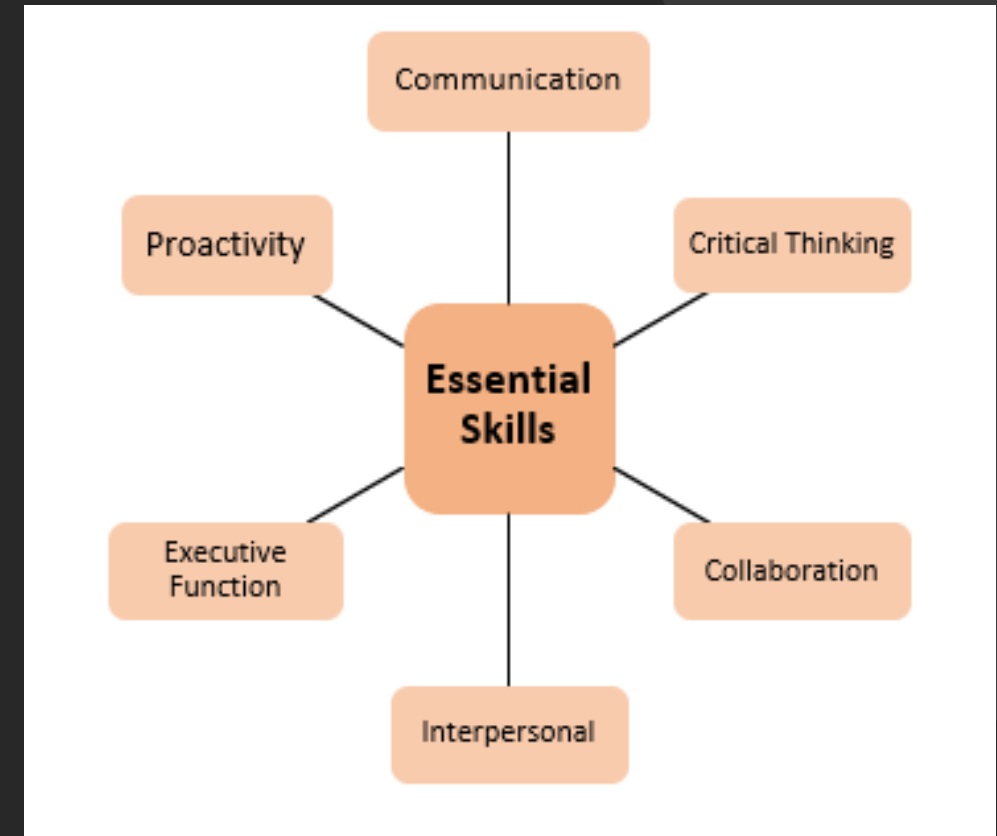 Communication
Proactivity
Critical Thinking
Essential
Skills
Executive
Function
Collaboration
Interpersonal